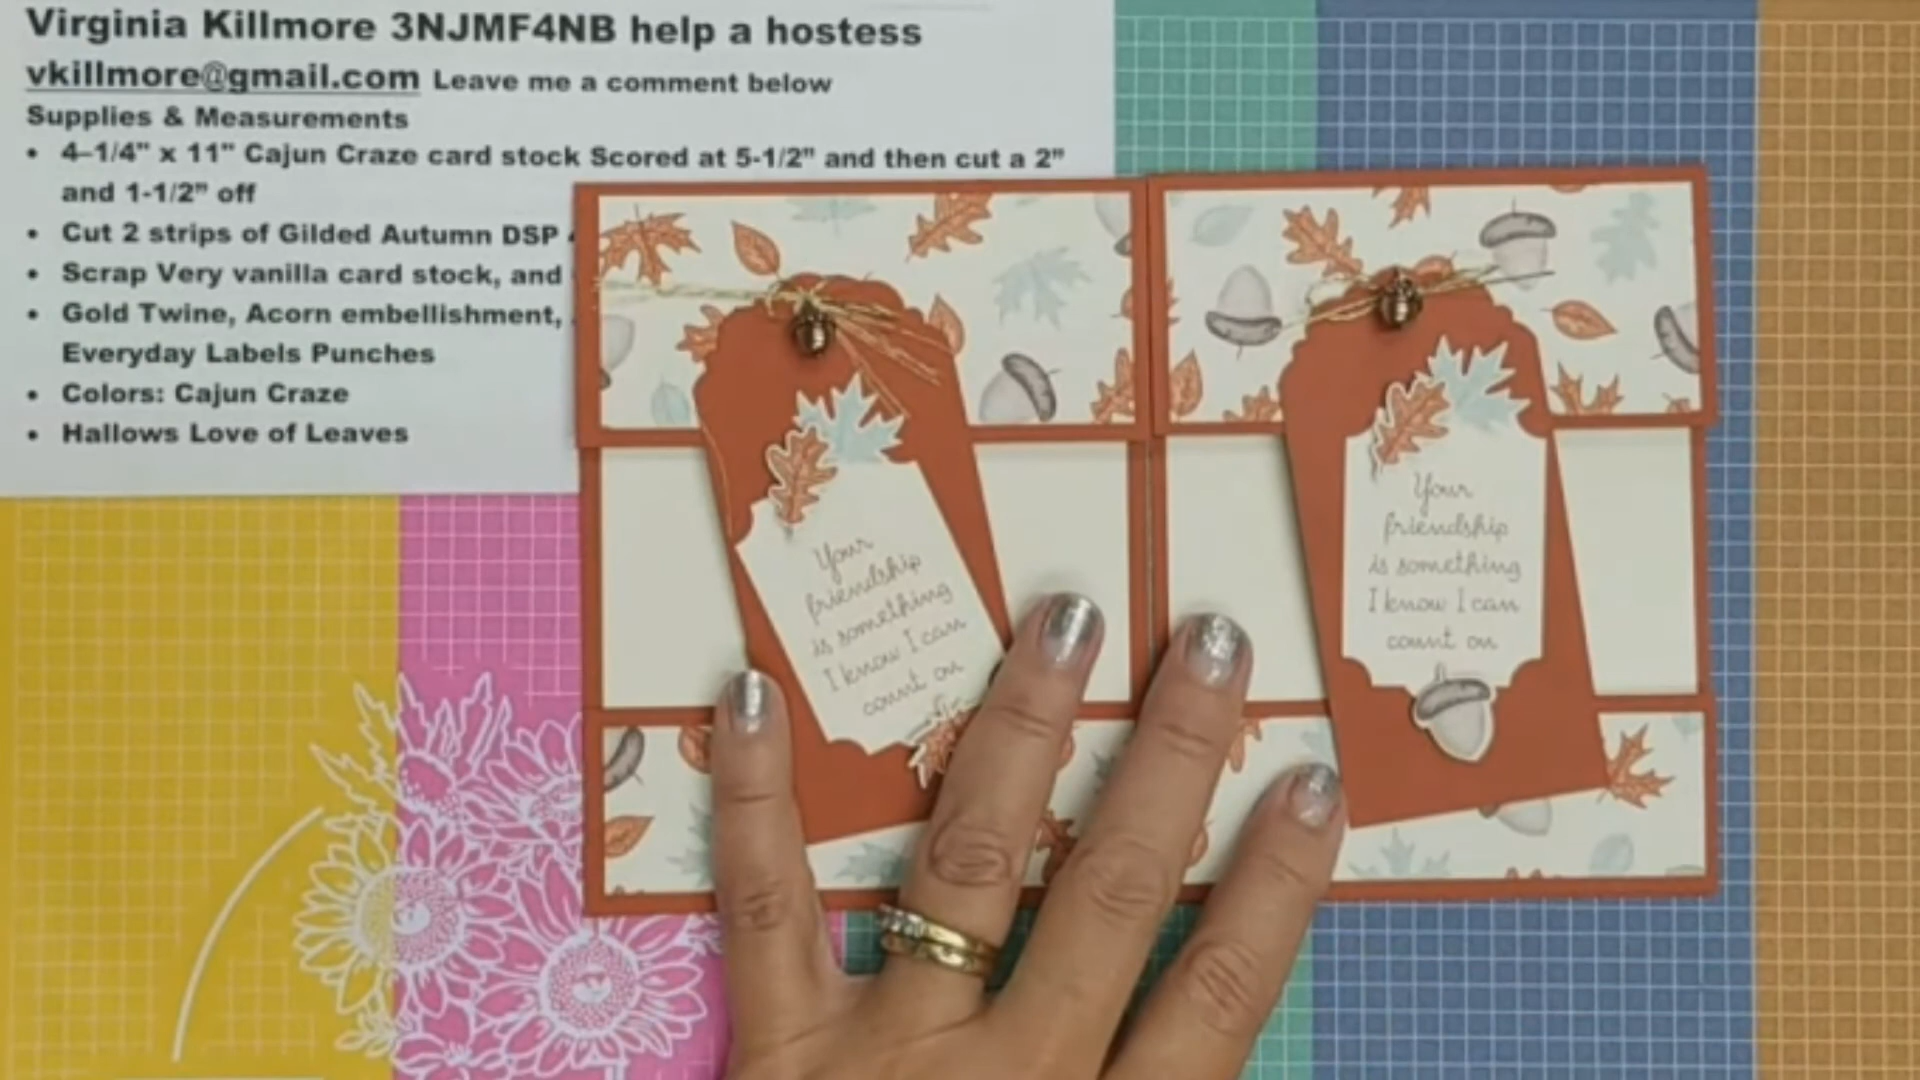 Virginia Killmore 3NJMF4NB help a hostess
vkillmore@gmail.com Leave me a comment below
Supplies & Measurements
• 4–1/4" x 11" Cajun Craze card stock Scored at 5-1/2" and then cut a 2"
and 1-1/2" off
• Cut 2 strips of Gilded Autumn DSP
• Scrap Very vanilla card stock, and
• Gold Twine, Acorn embellishment,
Everyday Labels Punches
• Colors: Cajun Craze
• Hallows Love of Leaves
Your
friendship
is something
I know I can
count on
Your
friendship
is something
I know I can
count on